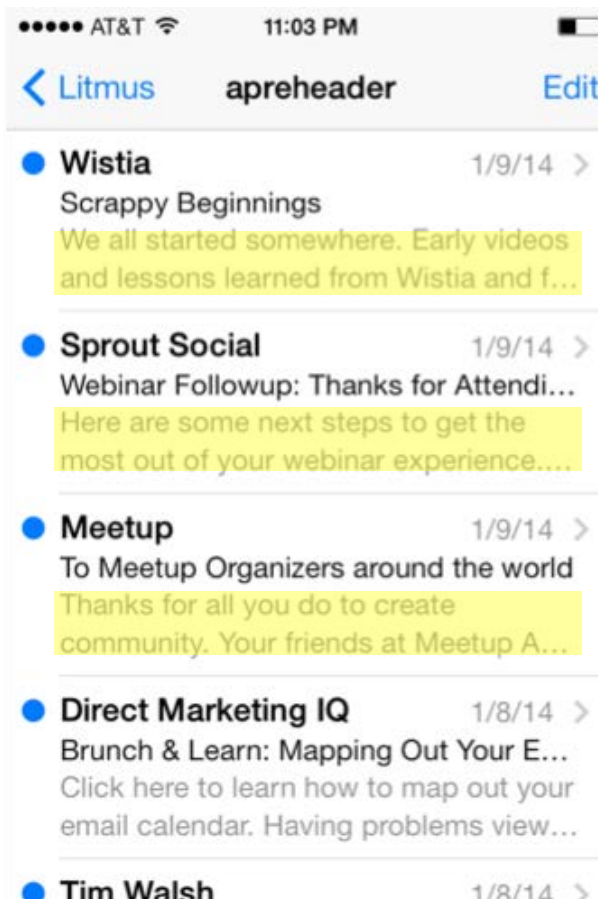 AT&T 11:03 PM
Litmus apreheader Edit
Wistia 1/9/14
Scrappy Beginnings
We all started somewhere. Early videos
and lessons learned from Wistia and f...
Sprout Social 1/9/14
Webinar Followup: Thanks for Attendi...
Here are some next steps to get the
most out of your webinar experience....
Meetup 1/9/14
To Meetup Organizers around the world
Thanks for all you do to create
community. Your friends at Meetup A...
Direct Marketing IQ 1/8/14
Brunch & Learn: Mapping Out Your E...
Click here to learn how to map out your
email calendar. Having problems view...
Tim Walsh 1/8/14